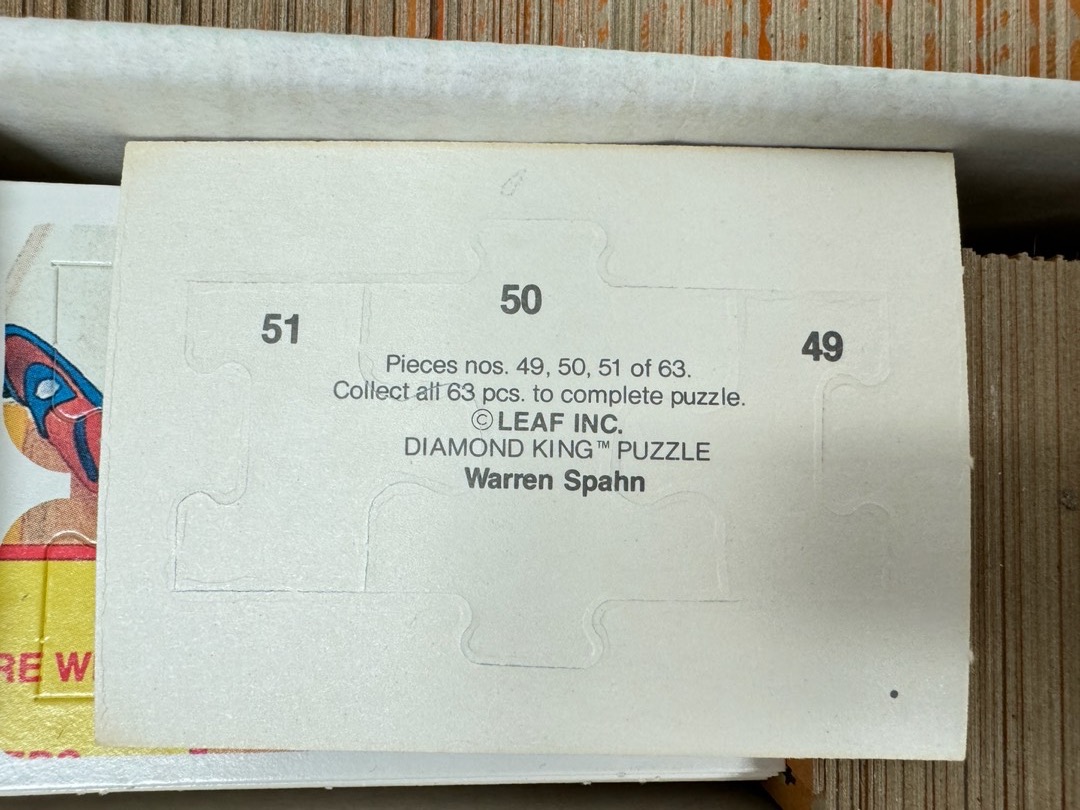 50
51
49
Pieces nos. 49, 50, 51 of 63.
Collect all 63 pcs. to complete puzzle.
©LEAF INC.
DIAMOND KING™ PUZZLE
Warren Spahn
RE W